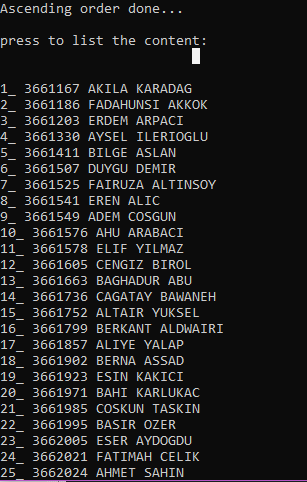 Ascending order done...
press to list the content:
1_ 3661167 AKILA KARADAG
2_ 3661186 FADAHUNSI AKKOK
3_ 3661203 ERDEM ARPACI
4_ 3661330 AYSEL ILERIOGLU
5_ 3661411 BILGE ASLAN
6_ 3661507 DUYGU DEMIR
7_ 3661525 FAIRUZA ALTINSOY
8_ 3661541 EREN ALIC
9_ 3661549 ADEM COSGUN
10_ 3661576 AHU ARABACI
11_ 3661578 ELIF YILMAZ
12_ 3661605 CENGIZ BIROL
13_ 3661663 BAGHADUR ABU
14_ 3661736 CAGATAY BAWANEH
15_ 3661752 ALTAIR YUKSEL
16_ 3661799 BERKANT ALDWAIRI
17_ 3661857 ALIYE YALAP
18_ 3661902 BERNA ASSAD
19_ 3661923 ESIN KAKICI
20_ 3661971 BAHI KARLUKAC
21_ 3661985 COSKUN TASKIN
22_ 3661995 BASIR OZER
23_ 3662005 ESER AYDOGDU
24_ 3662021 FATIMAH CELIK
25_ 3662024 AHMET SAHIN